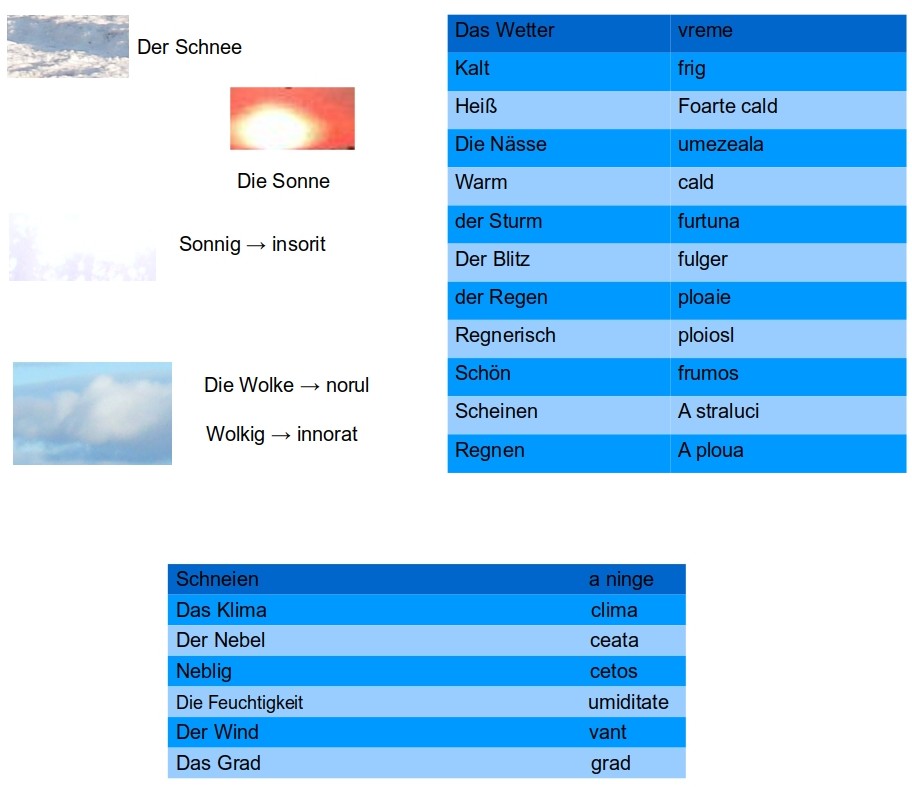 Der Schnee
Die Sonne
Sonnig → insorit
Die Wolke → norul
Wolkig → innorat
Das Wetter vreme
Kalt frig
Heiß Foarte cald
Die Nässe umezeala
Warm cald
der Sturm furtuna
Der Blitz fulger
der Regen ploaie
Regnerisch ploiosl
Schön frumos
Scheinen A straluci
Regnen A ploua
Schneien a ninge
Das Klima clima
Der Nebel ceata
Neblig cetos
Die Feuchtigkeit umiditate
Der Wind vant
Das Grad grad